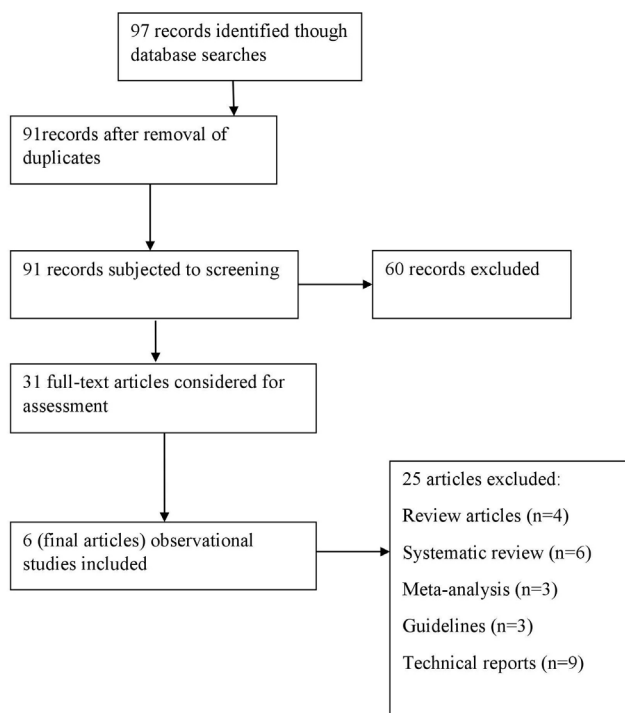 97 records identified though
database searches
91records after removal of
duplicates
91 records subjected to screening
60 records excluded
31 full-text articles considered for
assessment
6 (final articles) observational
studies included
25 articles excluded:
Review articles (n=4)
Systematic review (n=6)
Meta-analysis (n=3)
Guidelines (n=3)
Technical reports (n=9)